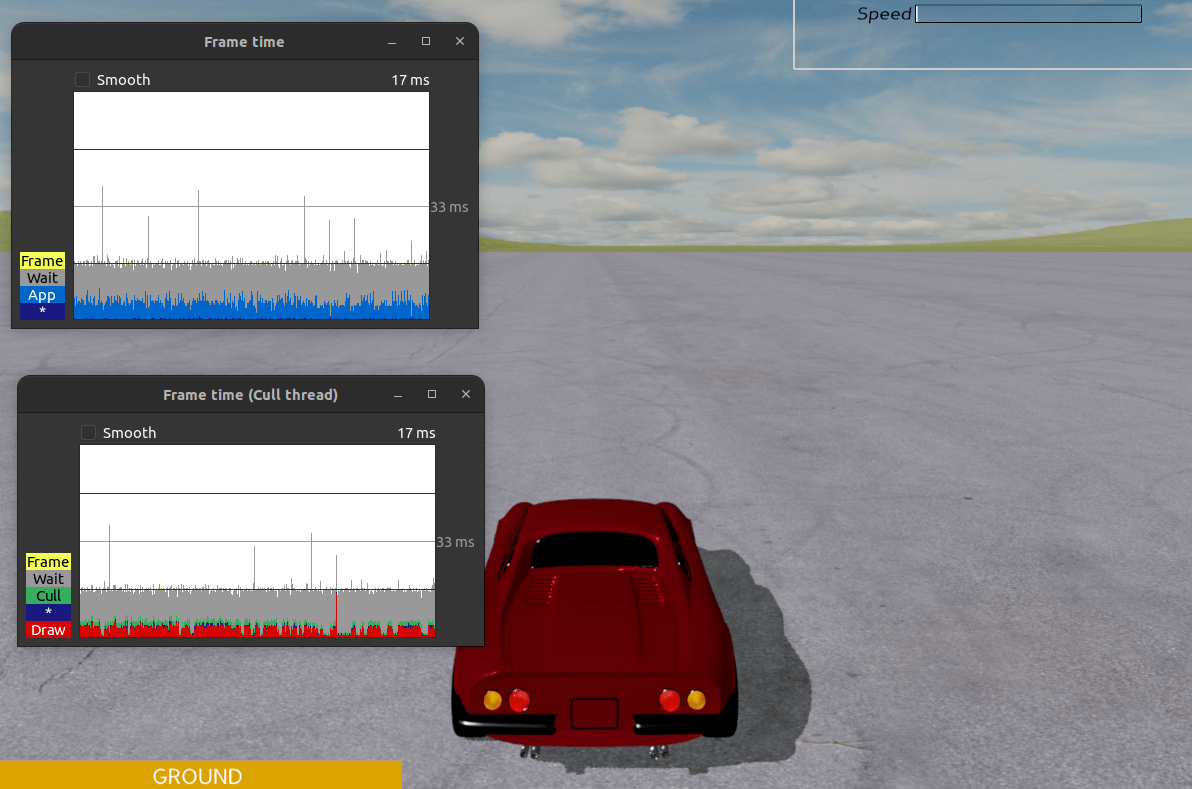 Speed
Frame time
Smooth 17 ms
33 ms
Frame
Wait
App
*
Frame time (Cull thread)
Smooth 17 ms
33 ms
Frame
Wait
Cull
*
Draw
GROUND